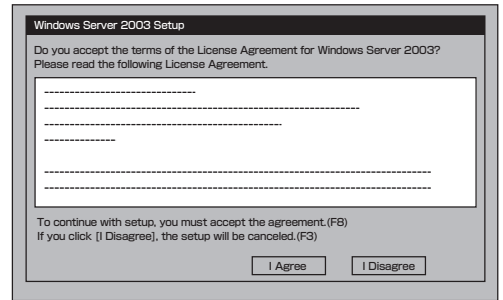 Windows Server 2003 Setup
Do you accept the terms of the License Agreement for Windows Server 2003?
Please read the following License Agreement.
To continue with setup, you must accept the agreement.(F8)
If you click [I Disagree], the setup will be canceled.(F3)
I Agree
I Disagree